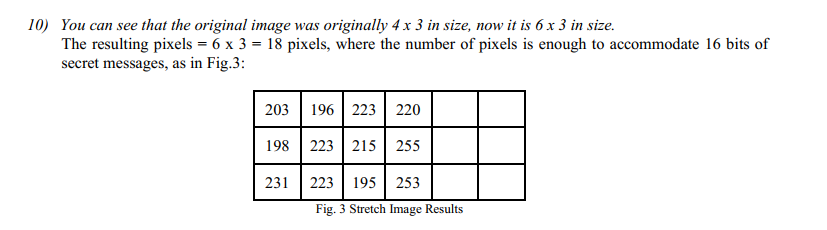 10) You can see that the original image was originally 4 x 3 in size, now it is 6 x 3 in size.
The resulting pixels = 6 x 3 = 18 pixels, where the number of pixels is enough to accommodate 16 bits of
secret messages, as in Fig.3:
203 196 223 220
198 223 215 255
231 223 195 253
Fig. 3 Stretch Image Results